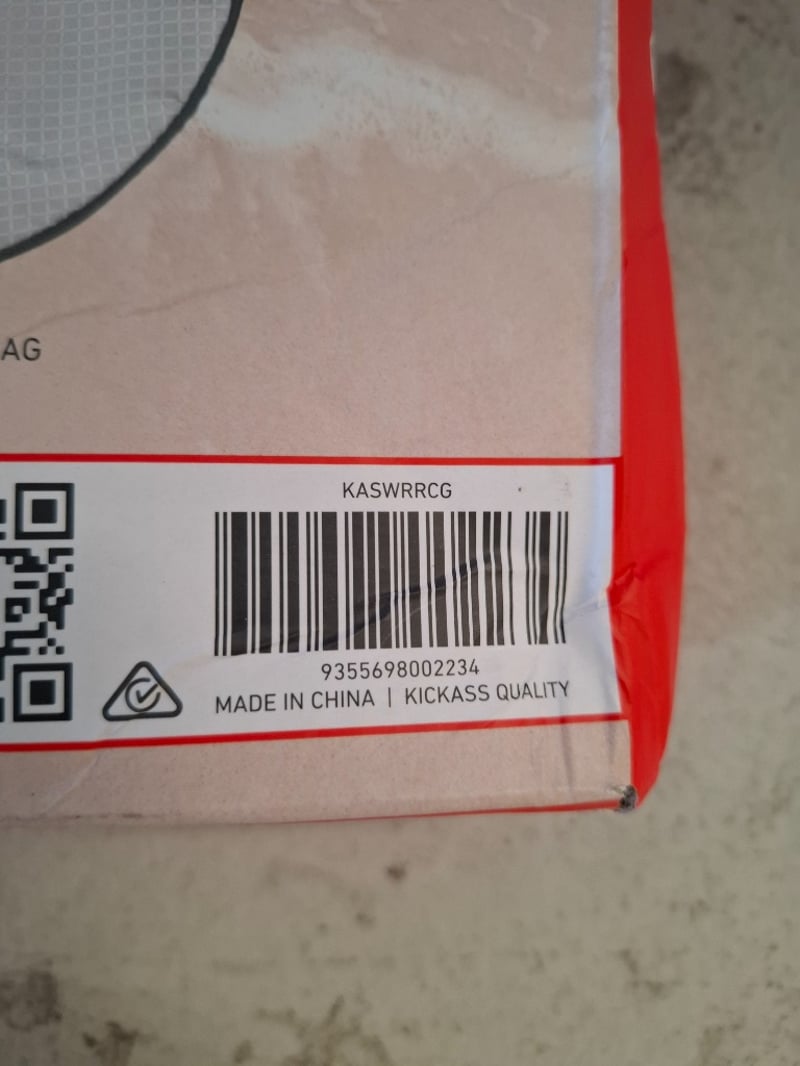 AG
KASWRRCG
9355698002234
MADE IN CHINA | KICKASS QUALITY